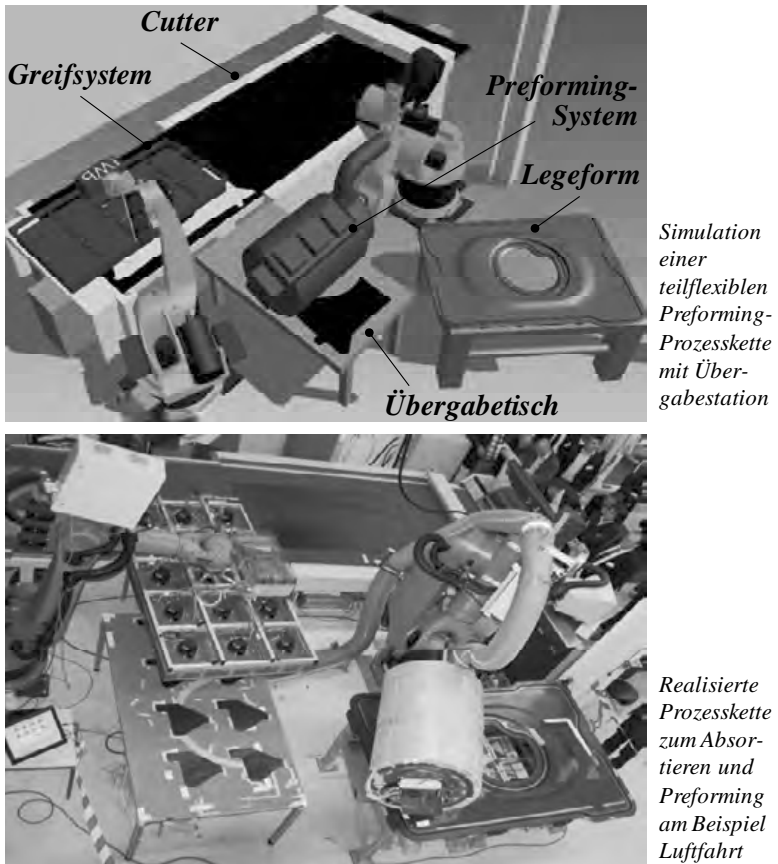 Cutter
Greifsystem
Preforming-
System
Legeform
Übergabetisch
Simulation
einer
teilflexiblen
Preforming-
Prozesskette
mit Über-
gabestation
Realisierte
Prozesskette
zum Absor-
tieren und
Preforming
am Beispiel
Luftfahrt